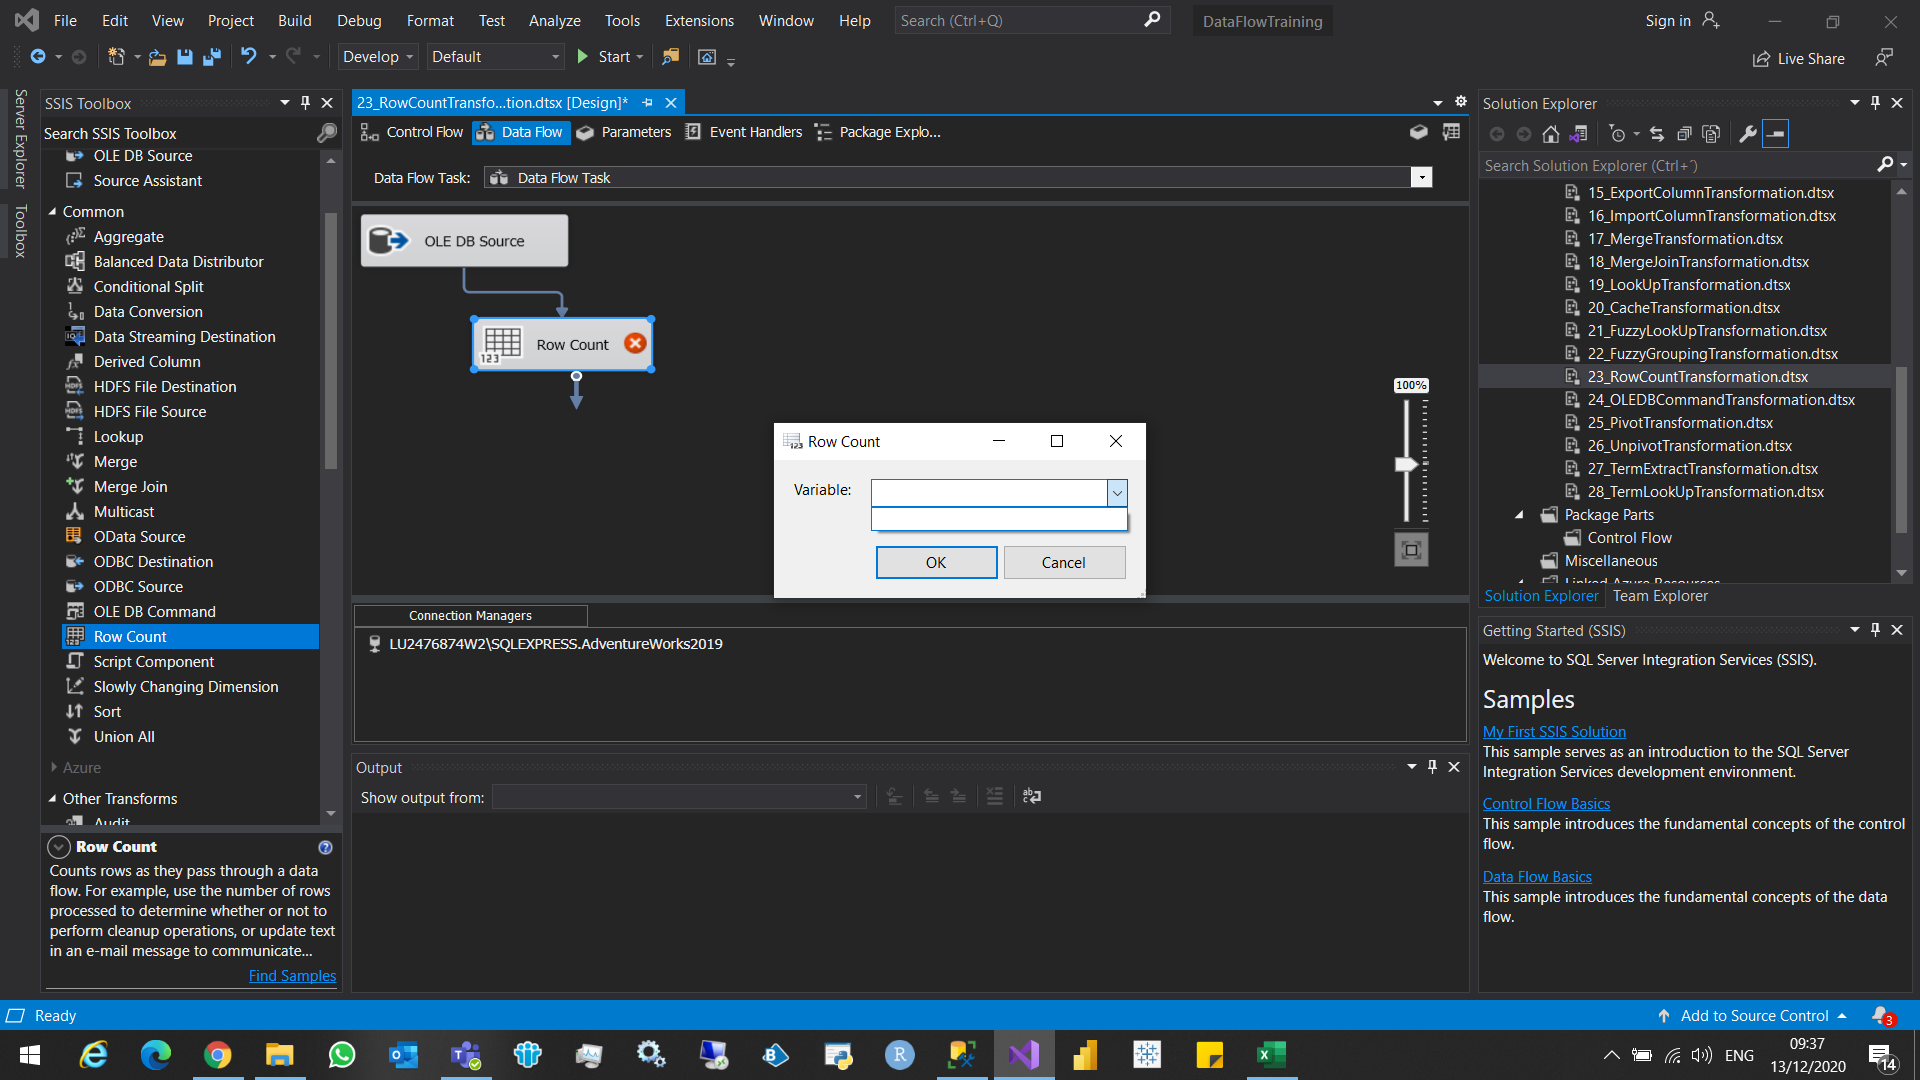 File Edit View Project Build Debug Format Test Analyze Tools Extensions Window Help Search (Ctrl+Q) DataFlowTraining Sign in
Develop Default Start Live Share
Server Explorer
Toolbox
SSIS Toolbox
Search SSIS Toolbox
OLE DB Source
Source Assistant
Common
Aggregate
Balanced Data Distributor
Conditional Split
Data Conversion
Data Streaming Destination
Derived Column
HDFS File Destination
HDFS File Source
Lookup
Merge
Merge Join
Multicast
OData Source
ODBC Destination
ODBC Source
OLE DB Command
Row Count
Script Component
Slowly Changing Dimension
Sort
Union All
Azure
Other Transforms
Audit
Row Count
Counts rows as they pass through a data
flow. For example, use the number of rows
processed to determine whether or not to
perform cleanup operations, or update text
in an e-mail message to communicate...
Find Samples
23_RowCountTransfo...tion.dtsx [Design]*
Control Flow Data Flow Parameters Event Handlers Package Explo...
Data Flow Task: Data Flow Task
OLE DB Source
Row Count
123
100%
Row Count
Variable:
OK Cancel
Connection Managers
LU2476874W2\SQLEXPRESS.AdventureWorks2019
Output
Show output from:
Solution Explorer
Search Solution Explorer (Ctrl+¨)
15_ExportColumnTransformation.dtsx
16_ImportColumnTransformation.dtsx
17_MergeTransformation.dtsx
18_MergeJoinTransformation.dtsx
19_LookUpTransformation.dtsx
20_CacheTransformation.dtsx
21_FuzzyLookUpTransformation.dtsx
22_FuzzyGroupingTransformation.dtsx
23_RowCountTransformation.dtsx
24_OLEDBCommandTransformation.dtsx
25_PivotTransformation.dtsx
26_UnpivotTransformation.dtsx
27_TermExtractTransformation.dtsx
28_TermLookUpTransformation.dtsx
Package Parts
Control Flow
Miscellaneous
Linked Azure Resources
Solution Explorer Team Explorer
Getting Started (SSIS)
Welcome to SQL Server Integration Services (SSIS).
Samples
My First SSIS Solution
This sample serves as an introduction to the SQL Server
Integration Services development environment.
Control Flow Basics
This sample introduces the fundamental concepts of the control
flow.
Data Flow Basics
This sample introduces the fundamental concepts of the data
flow.
Ready Add to Source Control 3
ENG 09:37
13/12/2020 14